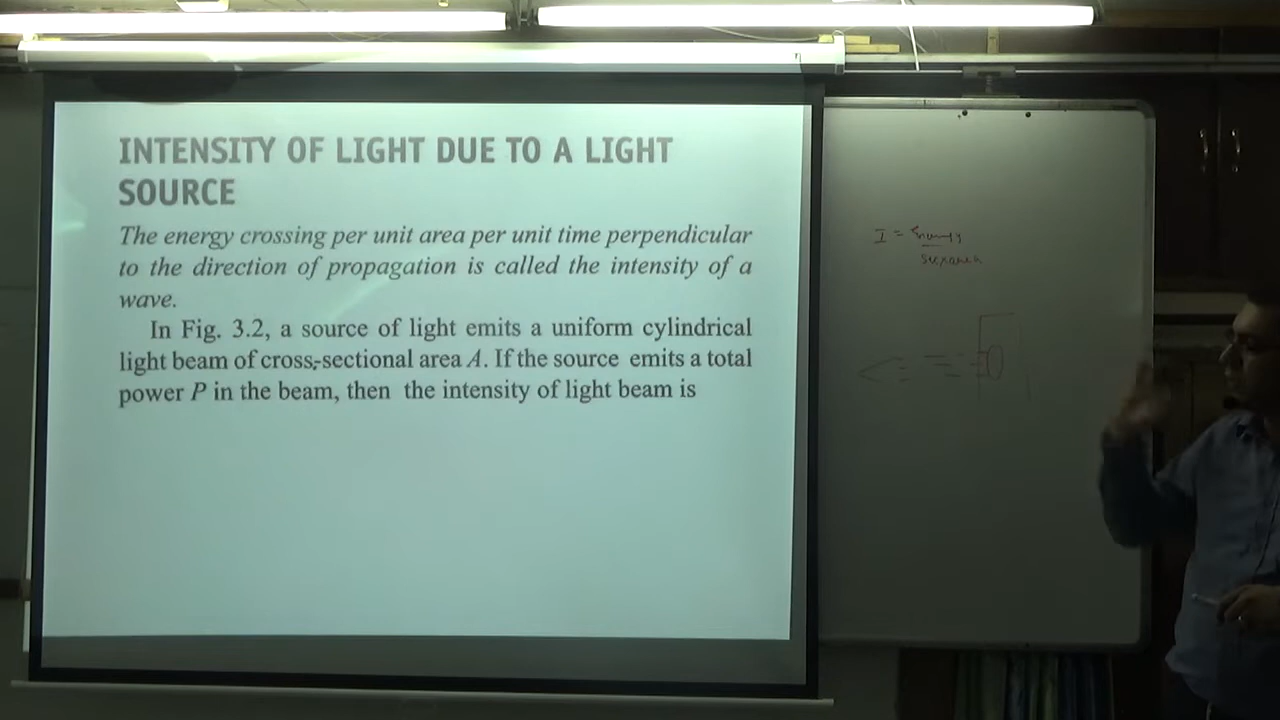 INTENSITY OF LIGHT DUE TO A LIGHT
SOURCE
The energy crossing per unit area per unit time perpendicular
to the direction of propagation is called the intensity of a
wave.
In Fig. 3.2, a source of light emits a uniform cylindrical
light beam of cross-sectional area A. If the source emits a total
power P in the beam, then the intensity of light beam is
I = Energy